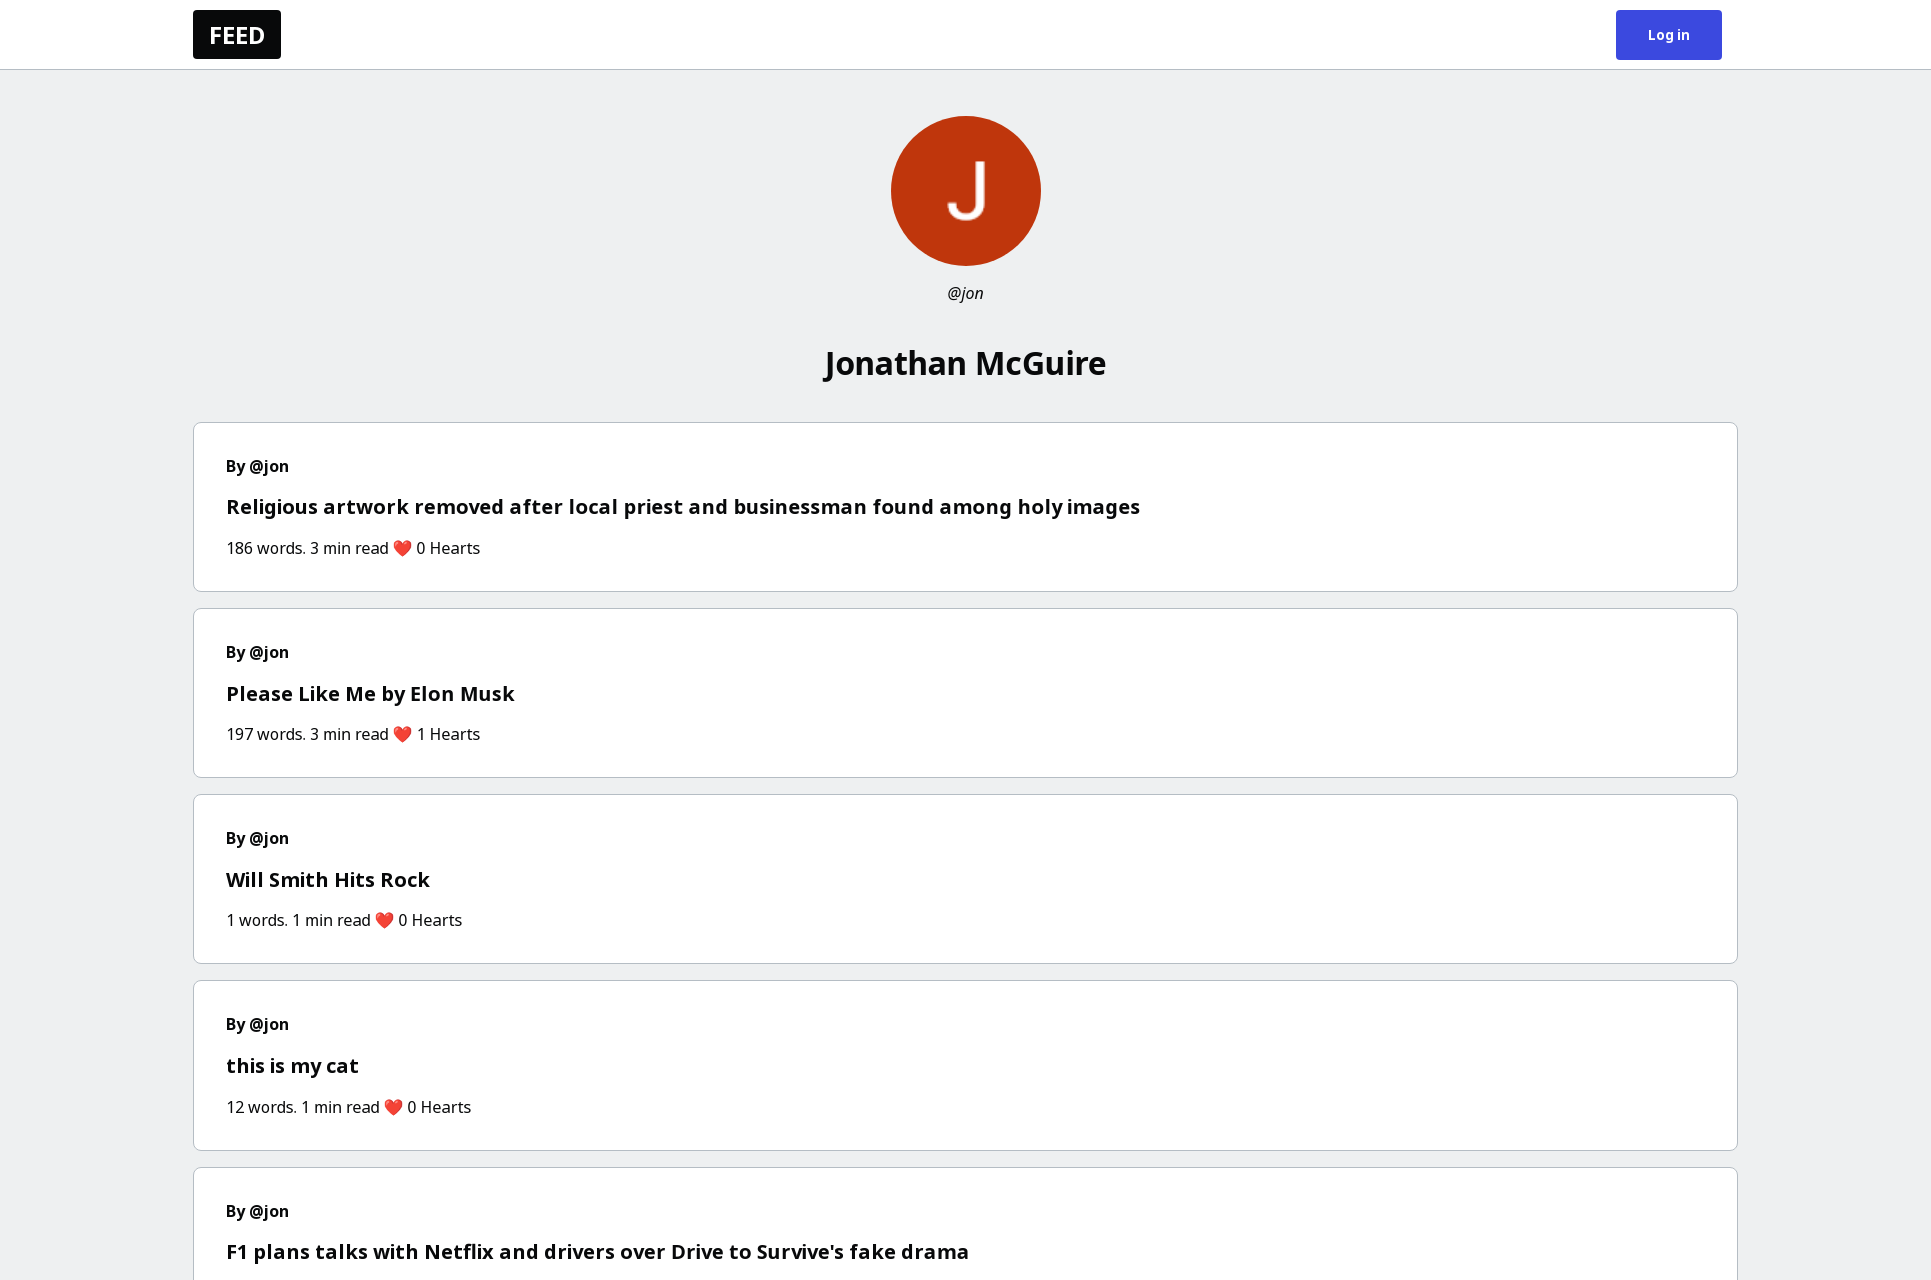 FEED
Log in
J
@jon
Jonathan McGuire
By @jon
Religious artwork removed after local priest and businessman found among holy images
186 words. 3 min read ❤️ 0 Hearts
By @jon
Please Like Me by Elon Musk
197 words. 3 min read ❤️ 1 Hearts
By @jon
Will Smith Hits Rock
1 words. 1 min read ❤️ 0 Hearts
By @jon
this is my cat
12 words. 1 min read ❤️ 0 Hearts
By @jon
F1 plans talks with Netflix and drivers over Drive to Survive's fake drama